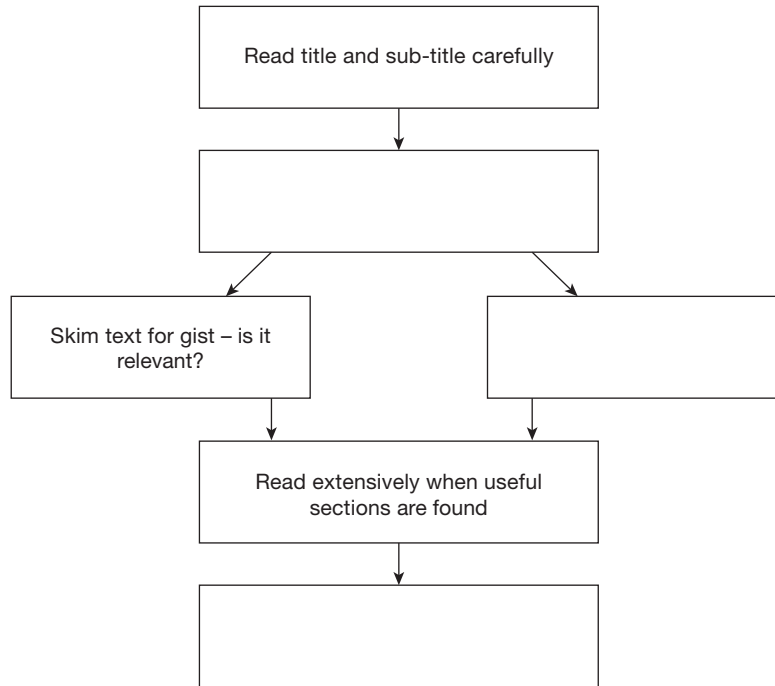 Read title and sub-title carefully
Skim text for gist – is it
relevant?
Read extensively when useful
sections are found